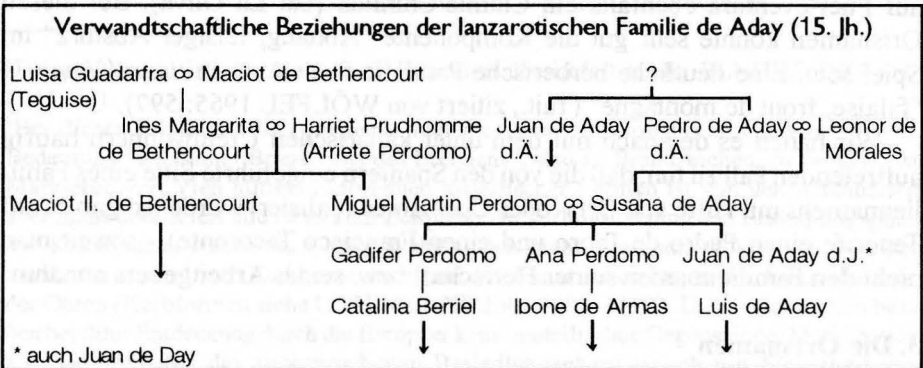 Verwandtschaftliche Beziehungen der lanzarotischen Familie de Aday (15. Jh.)
Luisa Guadarfra ∞ Maciot de Bethencourt ?
(Teguise)
Ines Margarita ∞ Harriet Prudhomme Juan de Aday Pedro de Aday ∞ Leonor de
de Bethencourt (Arriete Perdomo) d.Ä. d.Ä. Morales
Maciot II. de Bethencourt Miguel Martin Perdomo ∞ Susana de Aday
Gadifer Perdomo Ana Perdomo Juan de Aday d.J.*
∞ ∞ ∞
Catalina Berriel Ibone de Armas Luis de Aday
* auch Juan de Day